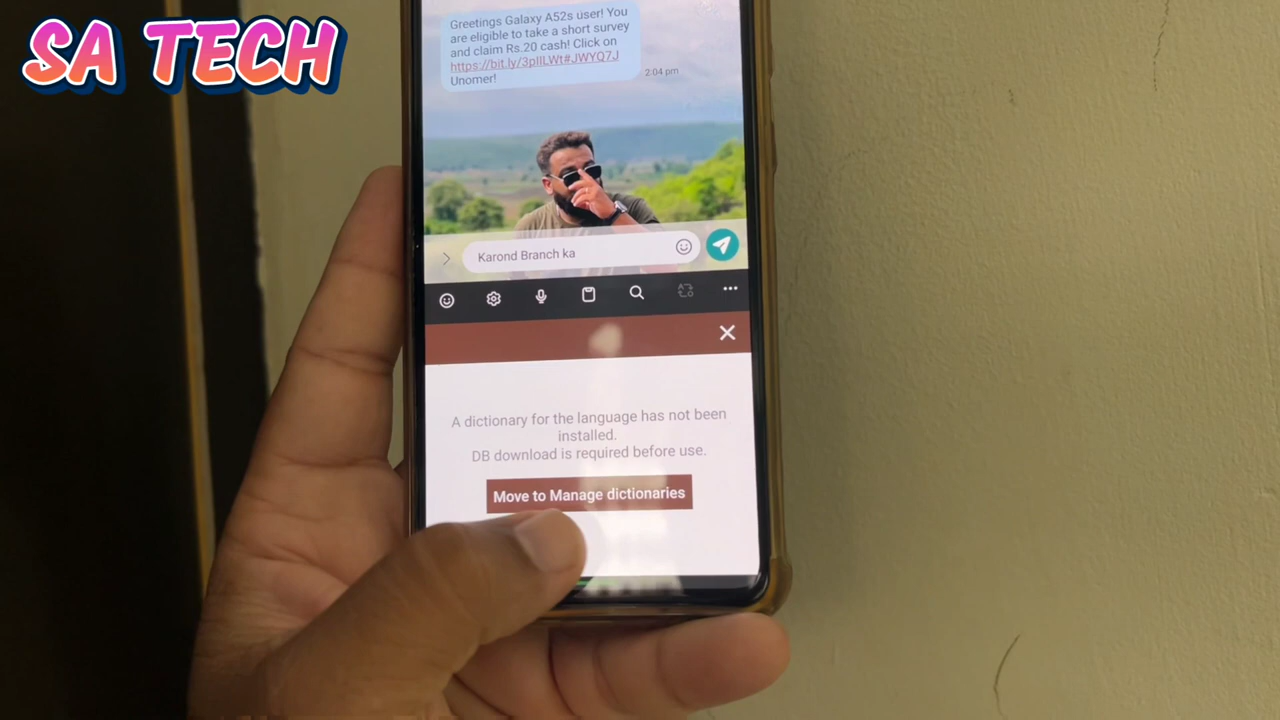 SA TECH
Greetings Galaxy A52s user! You
are eligible to take a short survey
and claim Rs.20 cash! Click on
https://bit.ly/3pIILWt#JWYQ7J
Unomer!
2:04 pm
Karond Branch ka
A dictionary for the language has not been
installed.
DB download is required before use.
Move to Manage dictionaries